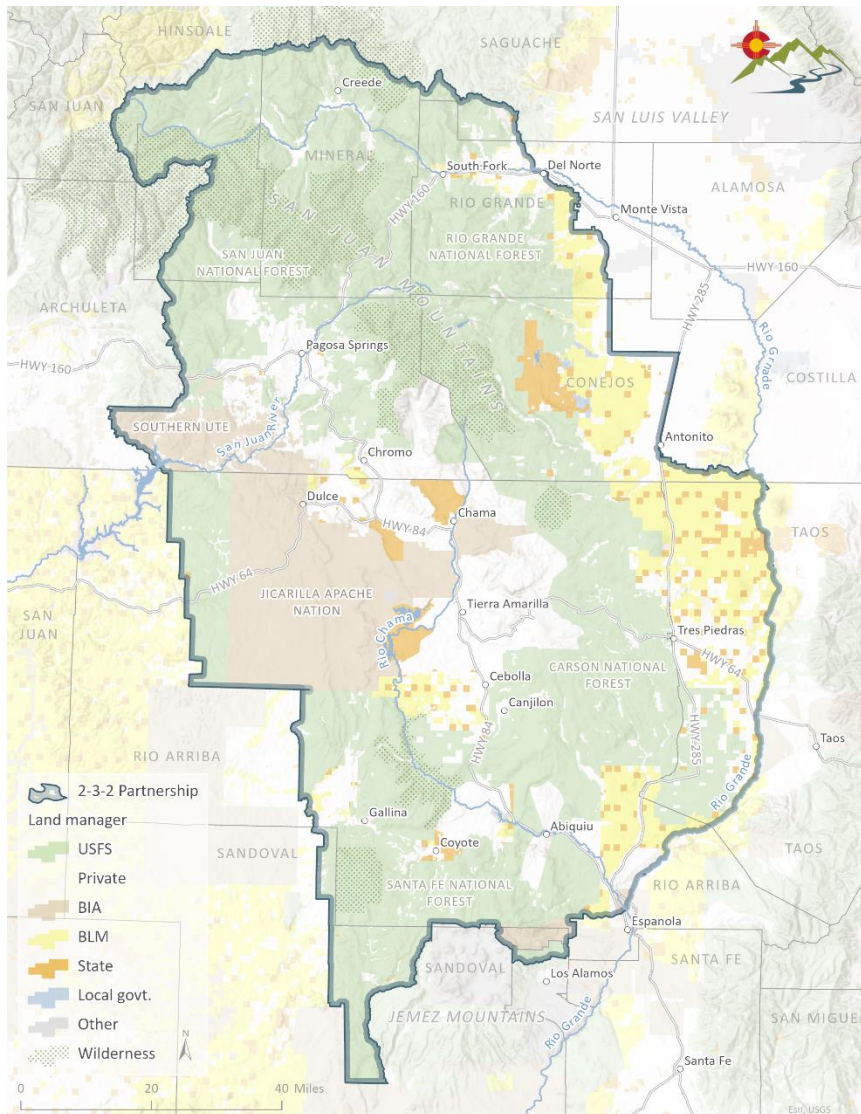 HINSDALE
SAGUACHE
Creede
SAN JUAN
SAN LUIS VALLEY
MINERAL
South Fork
Del Norte
ALAMOSA
HWY-160
RIO GRANDE
Monte Vista
SAN JUAN MOUNTAINS
SAN JUAN
NATIONAL FOREST
RIO GRANDE
NATIONAL FOREST
HWY-160
HWY-285
ARCHULETA
Rio Grnade
Pagosa Springs
HWY-160
CONEJOS
COSTILLA
SOUTHERN UTE
San Juan River
Antonito
Chromo
Dulce
Chama
HWY-84
TAOS
HWY 64
JICARILLA APACHE
NATION
SAN
JUAN
Rio Chama
Tierra Amarilla
Tres Piedras
HWY-64
CARSON NATIONAL
FOREST
Cebolla
Canjilon
HWY-84
HWY-285
Taos
RIO ARRIBA
Rio Grande
2-3-2 Partnership
Land manager
USFS
Private
BIA
BLM
State
Local govt.
Other
Wilderness
N
0 20 40 Miles
Gallina
SANDOVAL
Coyote
Abiquiu
TAOS
SANTA FE NATIONAL
FOREST
RIO ARRIBA
Espanola
SANDOVAL
Los Alamos
SANTA FE
JEMEZ MOUNTAINS
Rio Grande
SAN MIGUE
Santa Fe
Esri, USGS